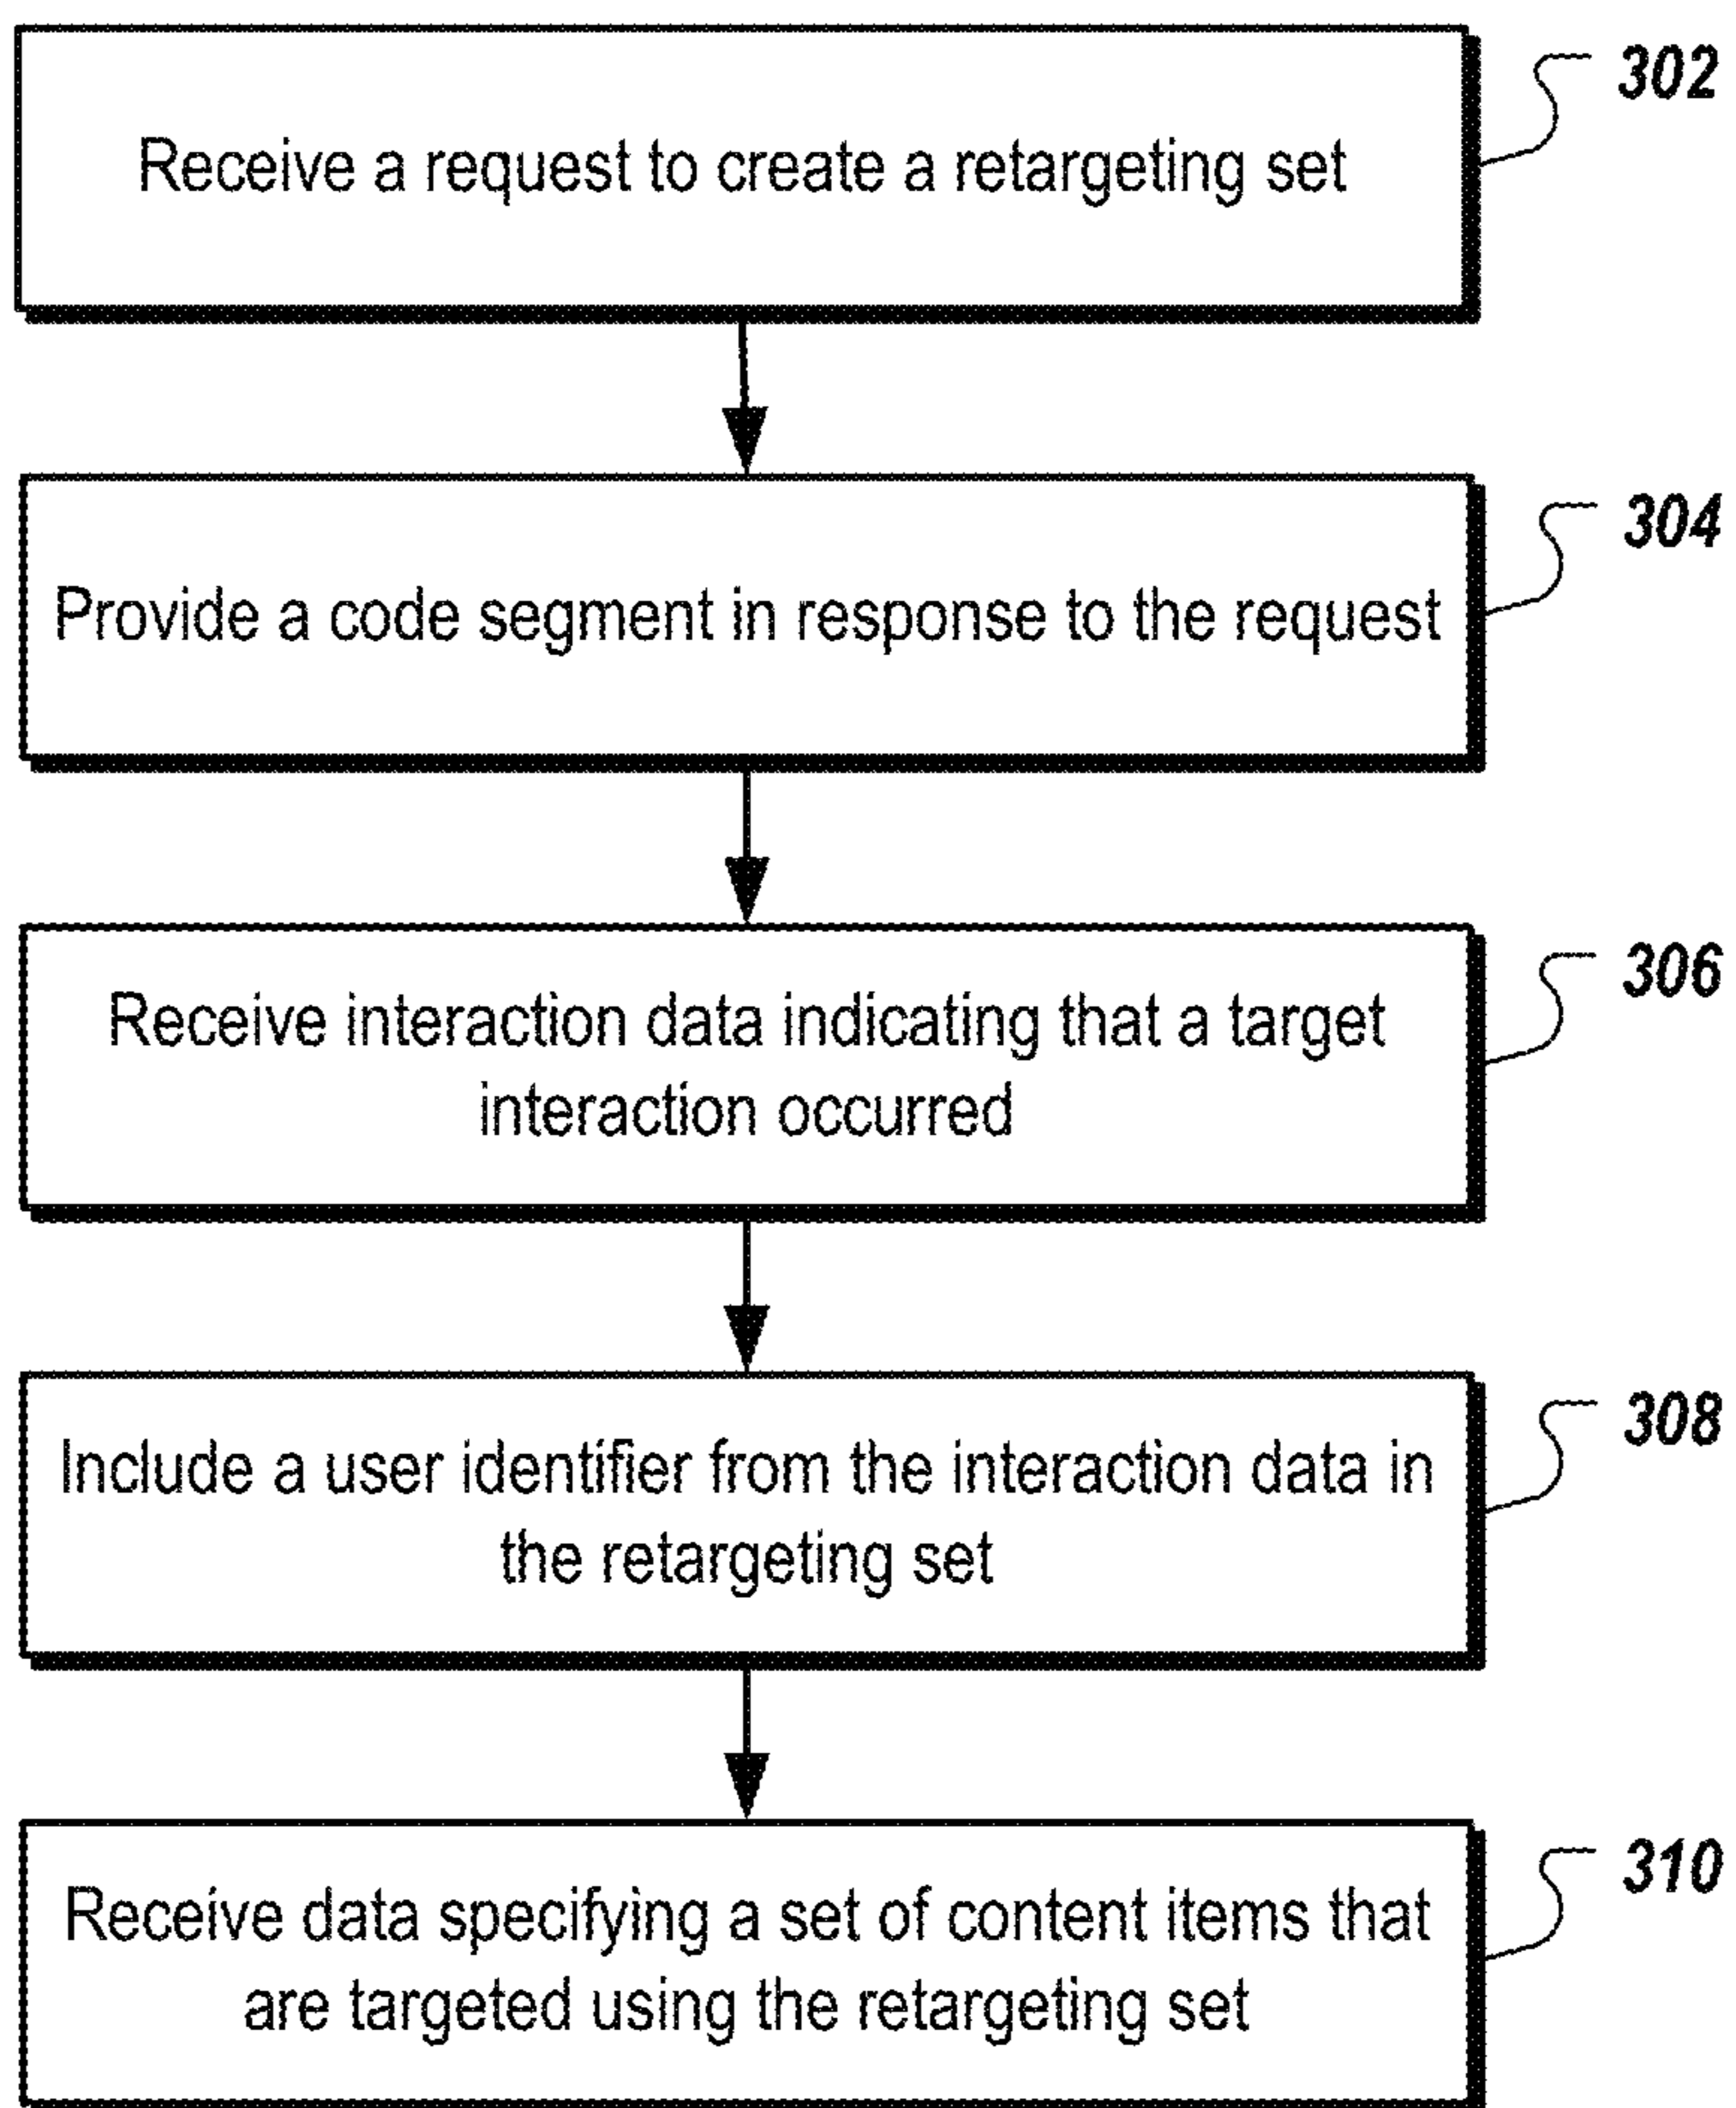 302
Receive a request to create a retargeting set
304
Provide a code segment in response to the request
306
Receive interaction data indicating that a target
interaction occurred
308
Include a user identifier from the interaction data in
the retargeting set
310
Receive data specifying a set of content items that
are targeted using the retargeting set